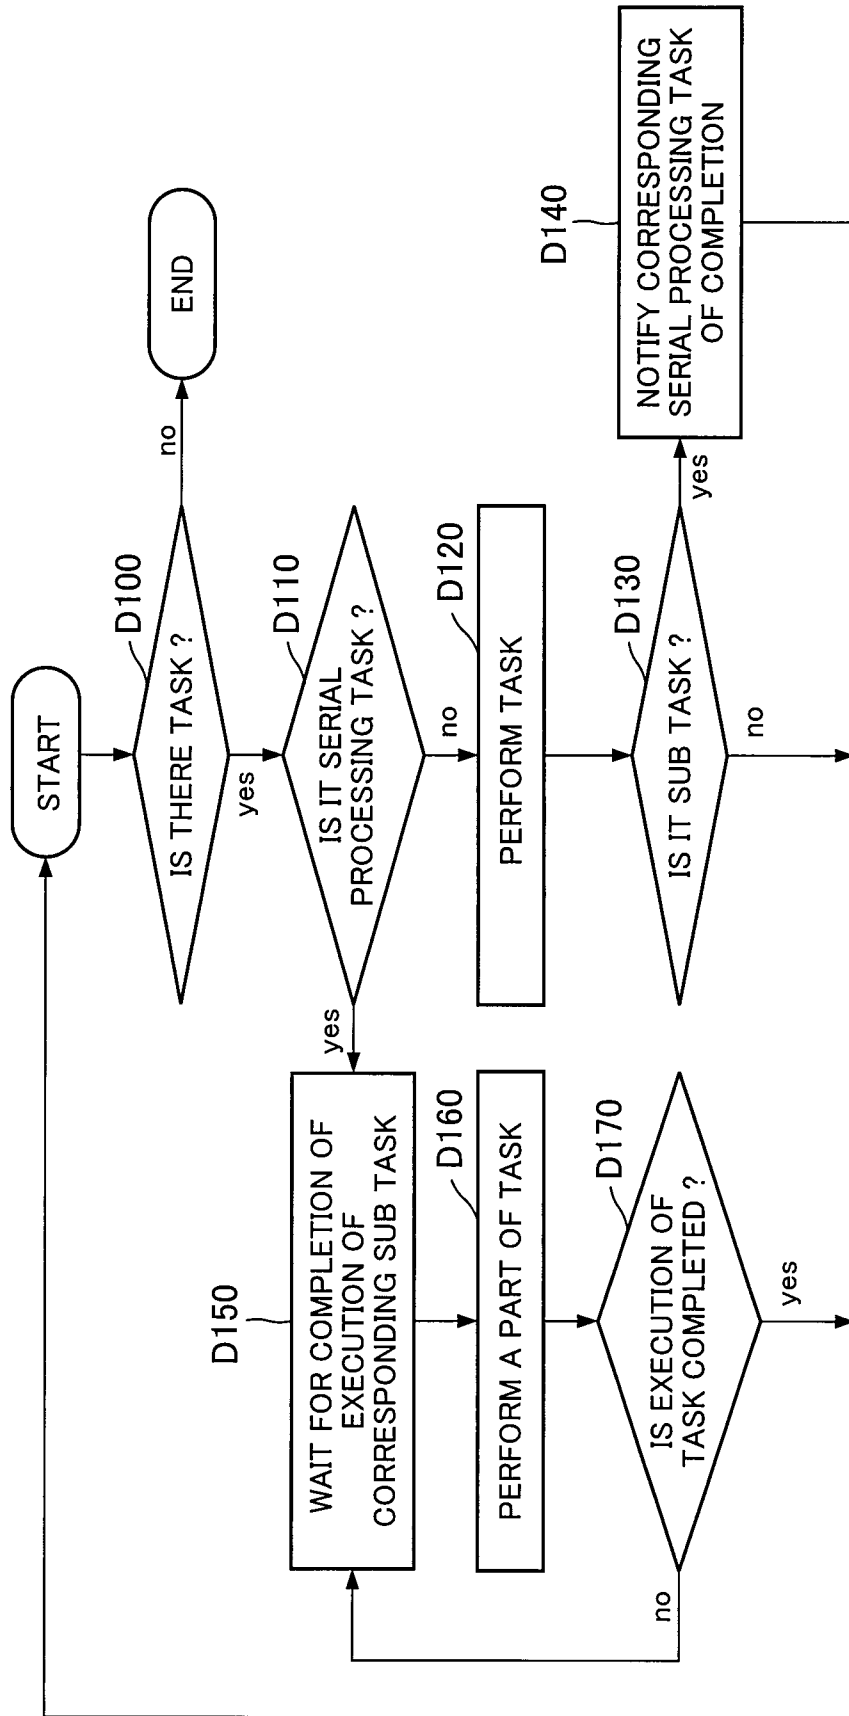 START
D100
IS THERE TASK ?
no
END
yes
D110
IS IT SERIAL
PROCESSING TASK ?
yes
no
D150
WAIT FOR COMPLETION OF
EXECUTION OF
CORRESPONDING SUB TASK
D120
PERFORM TASK
D160
PERFORM A PART OF TASK
D130
IS IT SUB TASK ?
yes
no
D140
NOTIFY CORRESPONDING
SERIAL PROCESSING TASK
OF COMPLETION
D170
IS EXECUTION OF
TASK COMPLETED ?
no
yes